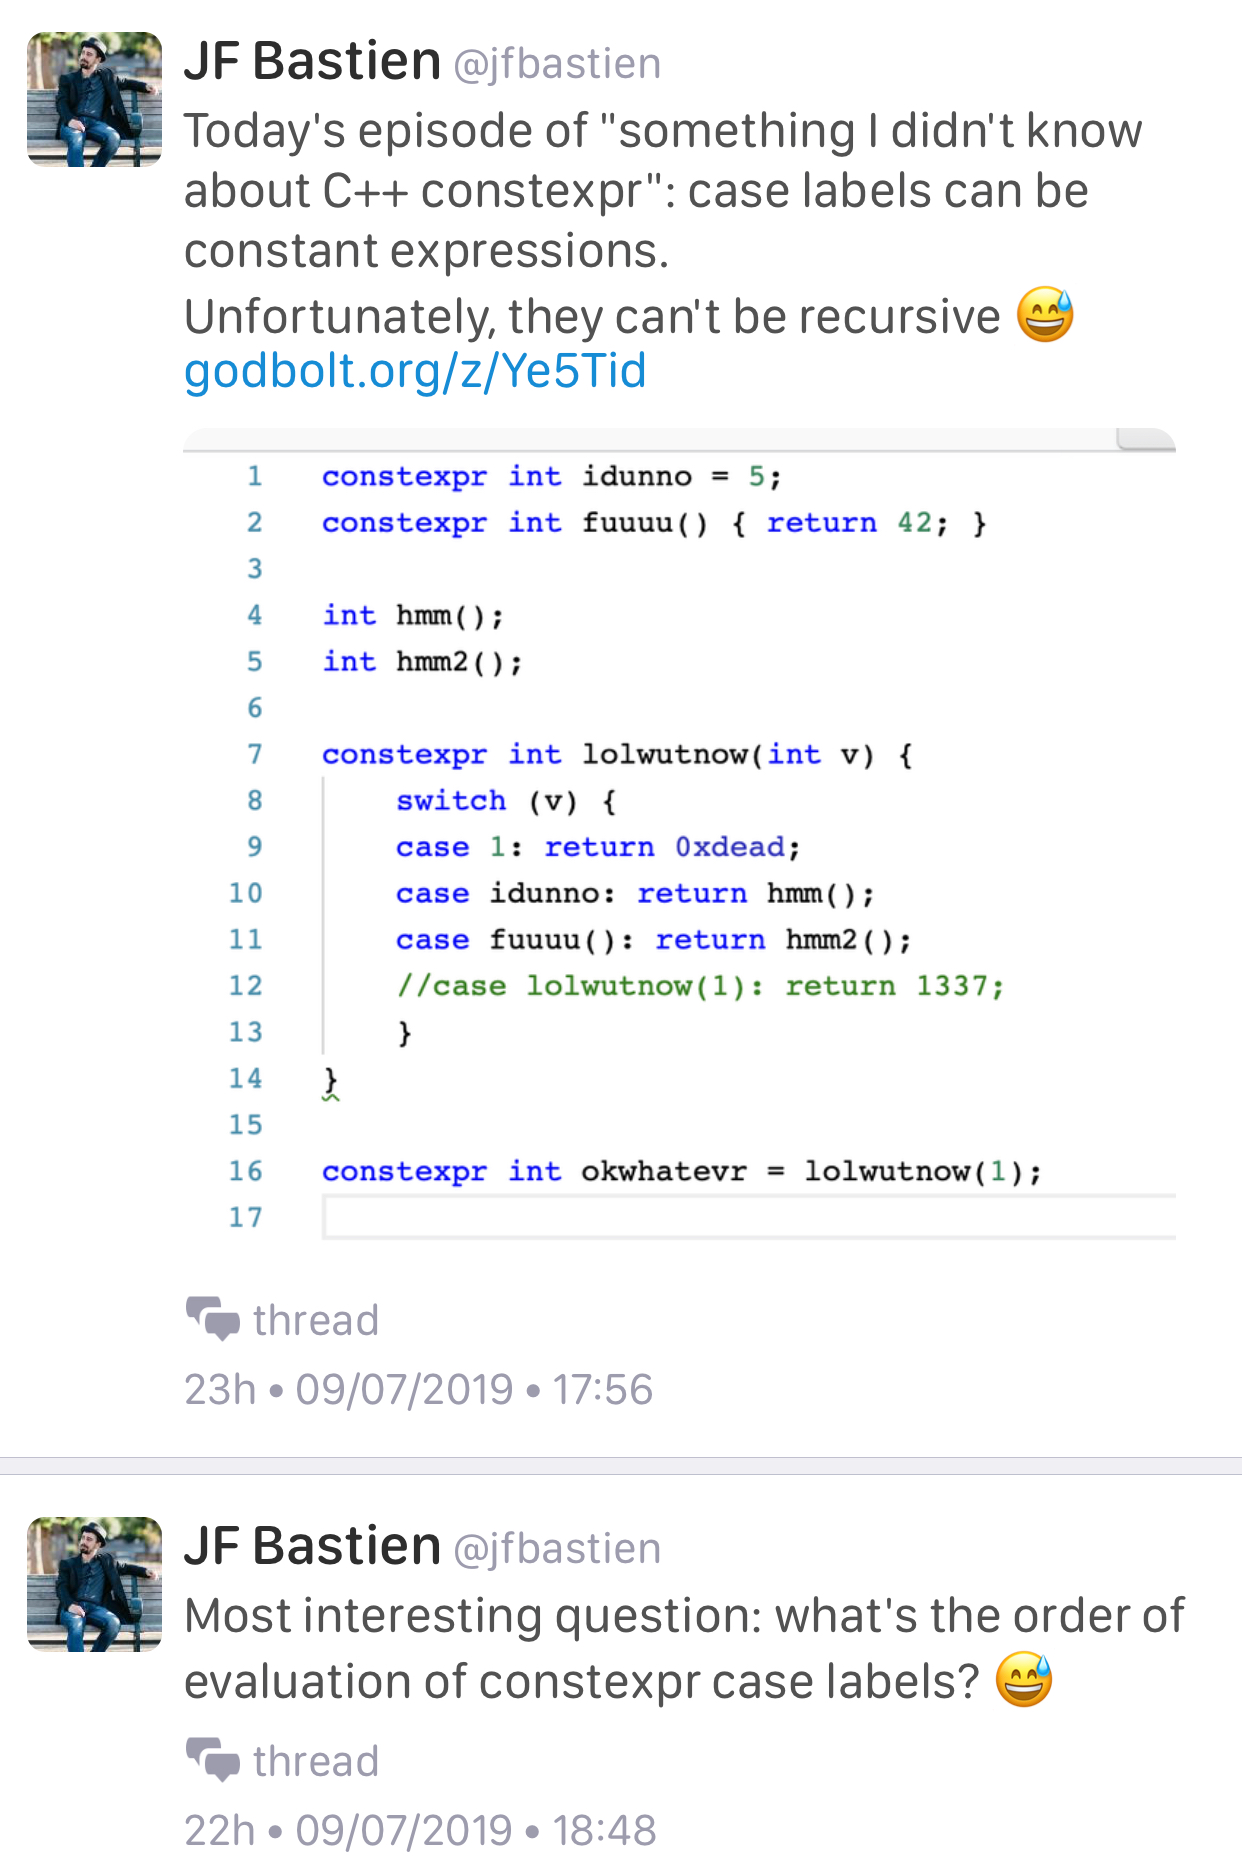 JF Bastien @jfbastien
Today's episode of "something I didn't know
about C++ constexpr": case labels can be
constant expressions.
Unfortunately, they can't be recursive 😅
godbolt.org/z/Ye5Tid
1 constexpr int idunno = 5;
2 constexpr int fuuuu() { return 42; }
3
4 int hmm();
5 int hmm2();
6
7 constexpr int lolwutnow(int v) {
8 switch (v) {
9 case 1: return 0xdead;
10 case idunno: return hmm();
11 case fuuuu(): return hmm2();
12 //case lolwutnow(1): return 1337;
13 }
14 }
15
16 constexpr int okwhatevr = lolwutnow(1);
17
thread
23h • 09/07/2019 • 17:56
JF Bastien @jfbastien
Most interesting question: what's the order of
evaluation of constexpr case labels? 😅
thread
22h • 09/07/2019 • 18:48